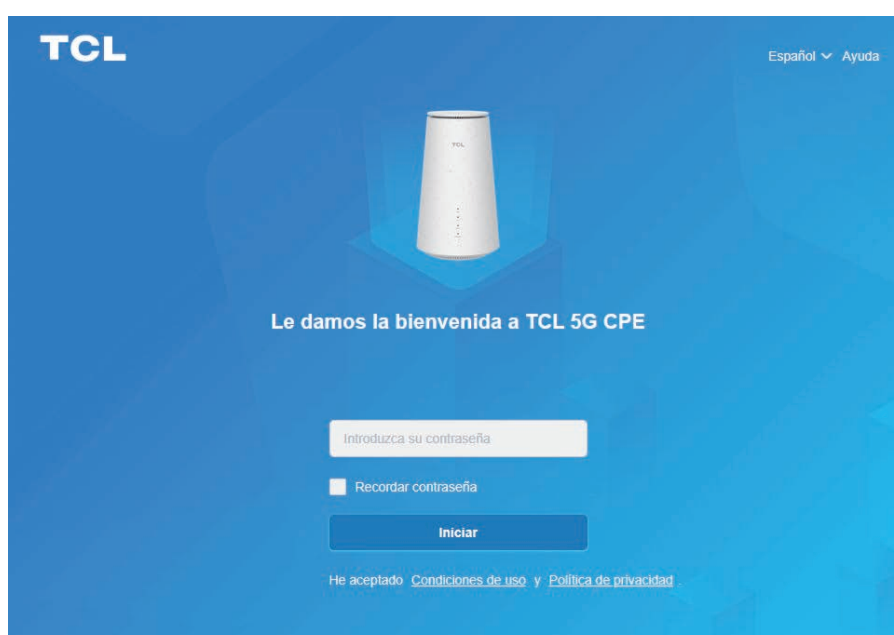 TCL
Español Ayuda
TCL
Le damos la bienvenida a TCL 5G CPE
Introduzca su contraseña
Recordar contraseña
Iniciar
He aceptado Condiciones de uso y Política de privacidad